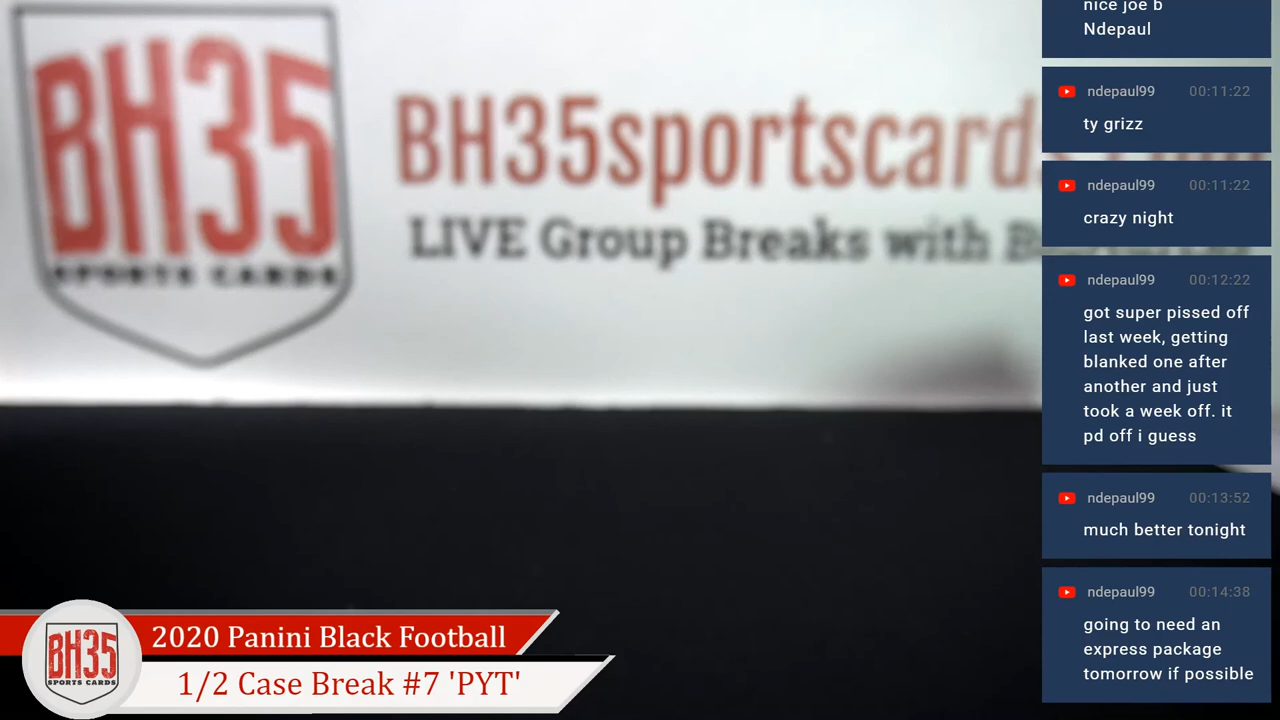 BH35
SPORTS CARDS
BH35sportscards
LIVE Group Breaks with
nice joe b
Ndepaul
ndepaul99 00:11:22
ty grizz
ndepaul99 00:11:22
crazy night
ndepaul99 00:12:22
got super pissed off
last week, getting
blanked one after
another and just
took a week off. it
pd off i guess
ndepaul99 00:13:52
much better tonight
ndepaul99 00:14:38
going to need an
express package
tomorrow if possible
BH35
SPORTS CARDS
2020 Panini Black Football
1/2 Case Break #7 'PYT'